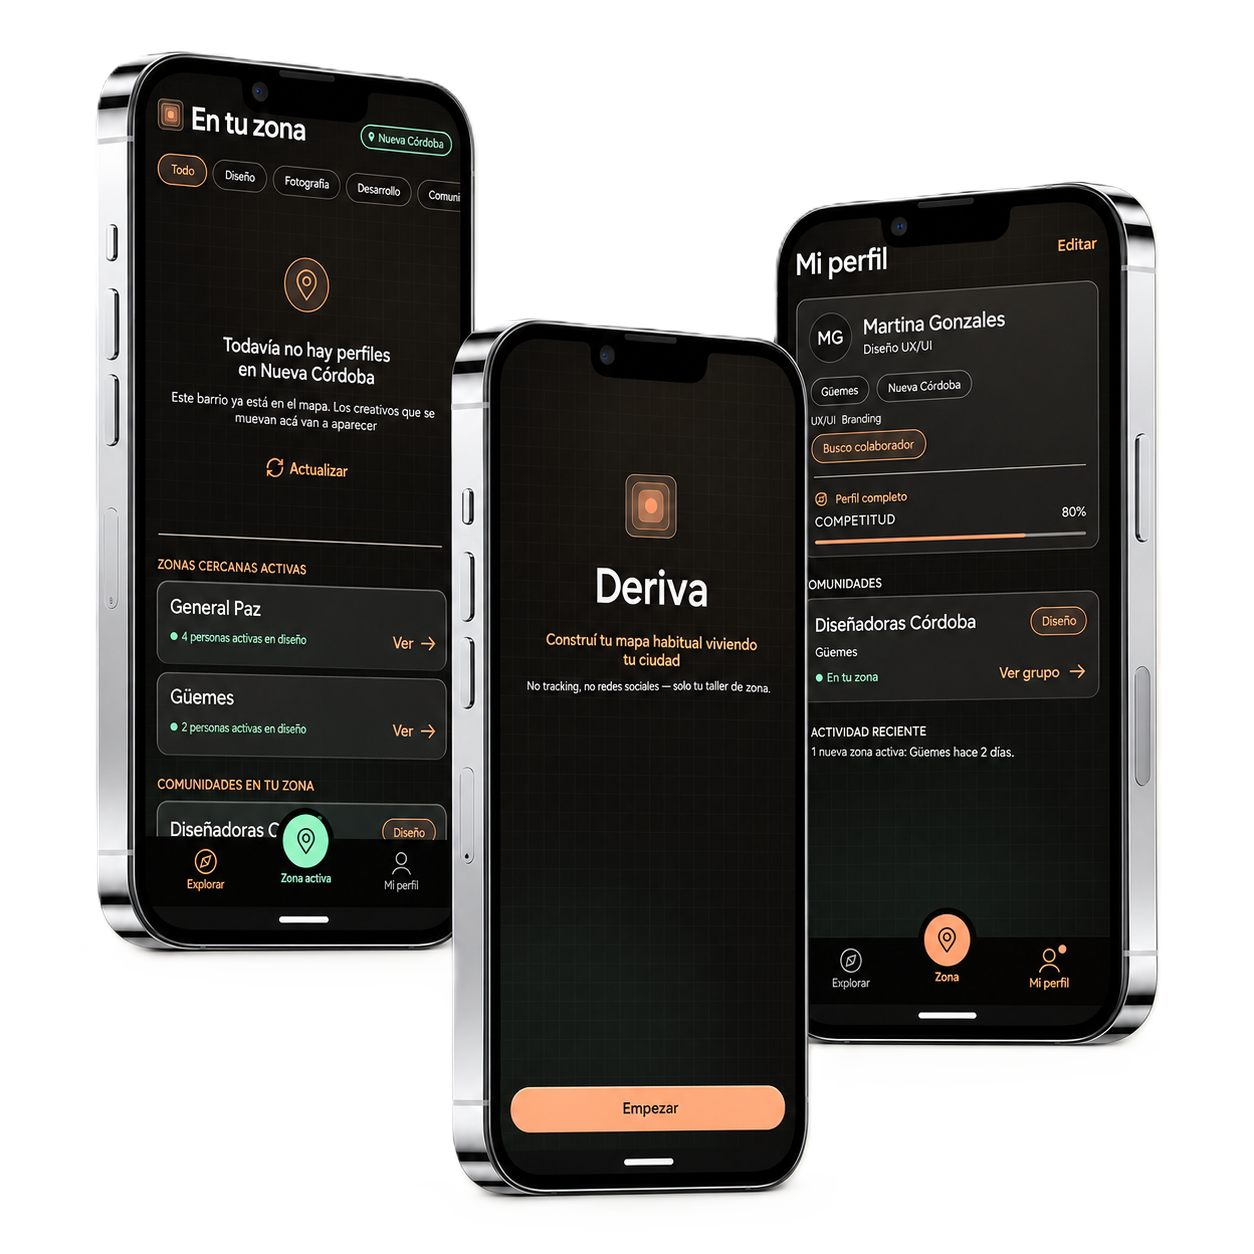 En tu zona
Nueva Córdoba
Todo
Diseño
Fotografía
Desarrollo
Comuni
Todavía no hay perfiles
en Nueva Córdoba
Este barrio ya está en el mapa. Los creativos que se
muevan acá van a aparecer
Actualizar
ZONAS CERCANAS ACTIVAS
General Paz
4 personas activas en diseño
Ver →
Güemes
2 personas activas en diseño
Ver →
COMUNIDADES EN TU ZONA
Diseñadoras C
Diseño
Explorar
Zona activa
Mi perfil
Deriva
Construí tu mapa habitual viviendo
tu ciudad
No tracking, no redes sociales — solo tu taller de zona.
Empezar
Mi perfil
Editar
MG
Martina Gonzales
Diseño UX/UI
Güemes
Nueva Córdoba
UX/UI Branding
Busco colaborador
Perfil completo
COMPETITUD
80%
OMUNIDADES
Diseñadoras Córdoba
Diseño
Güemes
En tu zona
Ver grupo →
ACTIVIDAD RECIENTE
1 nueva zona activa: Güemes hace 2 días.
Explorar
Zona
Mi perfil